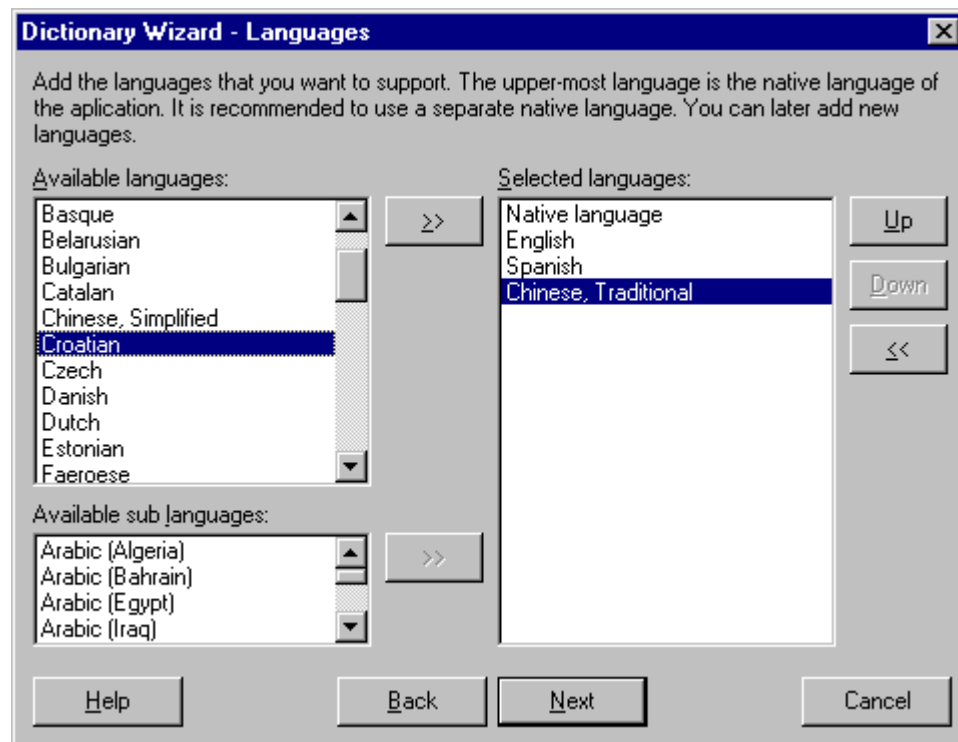 Dictionary Wizard - Languages
Add the languages that you want to support. The upper-most language is the native language of
the aplication. It is recommended to use a separate native language. You can later add new
languages.
Available languages:
Basque
Belarusian
Bulgarian
Catalan
Chinese, Simplified
Croatian
Czech
Danish
Dutch
Estonian
Faeroese
>>
Selected languages:
Native language
English
Spanish
Chinese, Traditional
Up
Down
<<
Available sub languages:
Arabic (Algeria)
Arabic (Bahrain)
Arabic (Egypt)
Arabic (Iraq)
>>
Help
Back
Next
Cancel